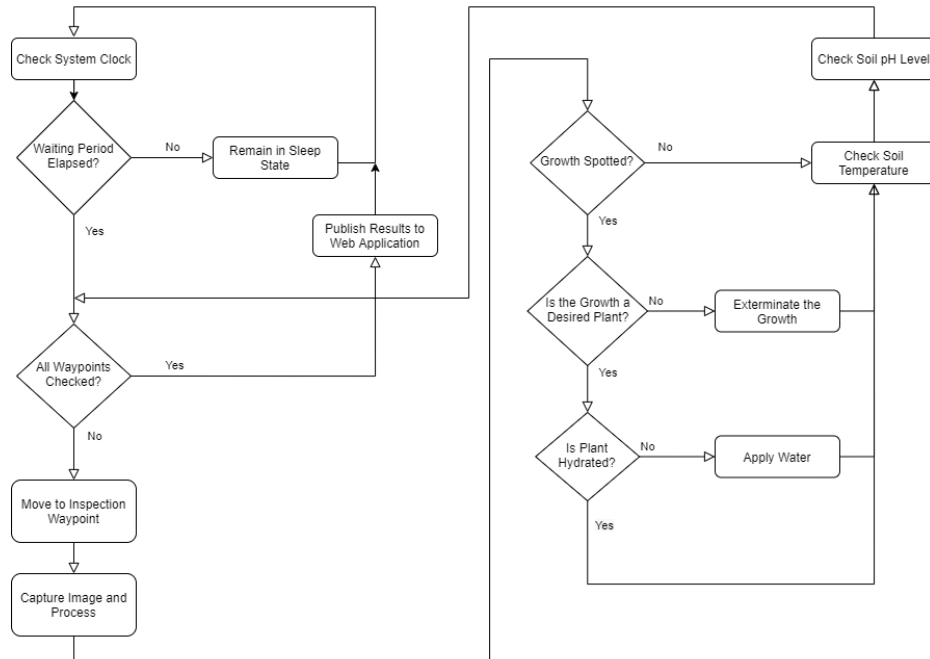 Check System Clock
Waiting Period
Elapsed?
No
Remain in Sleep
State
Yes
Publish Results to
Web Application
All Waypoints
Checked?
Yes
No
Move to Inspection
Waypoint
Capture Image and
Process
Check Soil pH Level
Growth Spotted?
No
Check Soil
Temperature
Yes
Is the Growth a
Desired Plant?
No
Exterminate the
Growth
Yes
Is Plant
Hydrated?
No
Apply Water
Yes